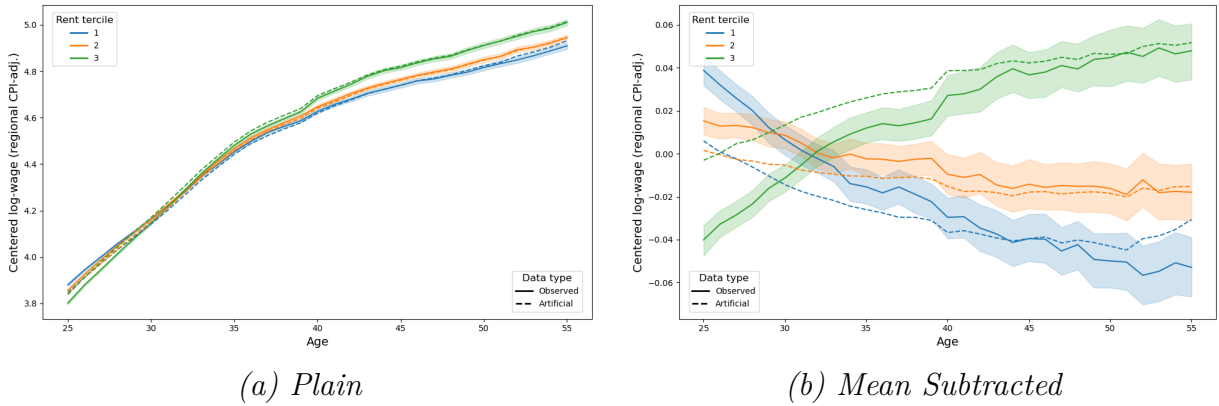 Centered log-wage (regional CPI-adj.)
5.0
4.8
4.6
4.4
4.2
4.0
3.8
Rent tercile
1
2
3
Data type
Observed
Artificial
25 30 35 40 45 50 55
Age
(a) Plain
Centered log-wage (regional CPI-adj.)
0.06
0.04
0.02
0.00
−0.02
−0.04
−0.06
Rent tercile
1
2
3
Data type
Observed
Artificial
25 30 35 40 45 50 55
Age
(b) Mean Subtracted